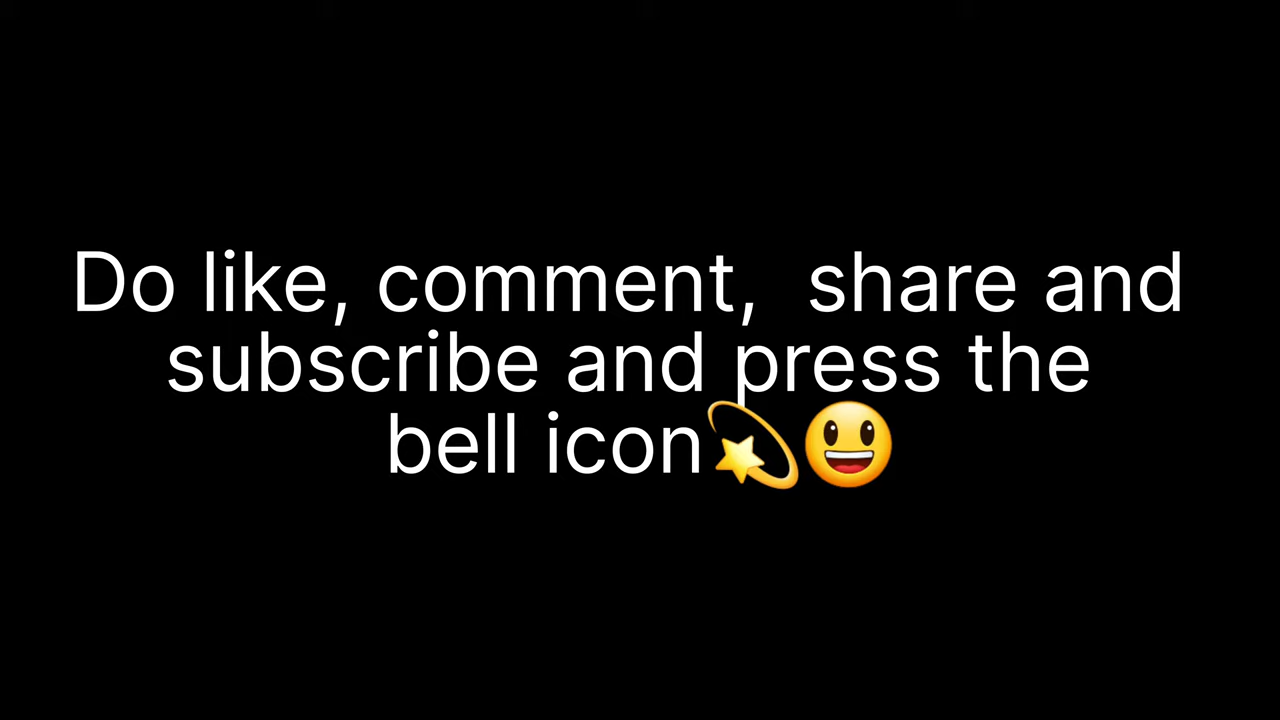 Do like, comment,  share and
subscribe and press the
bell icon💫😃